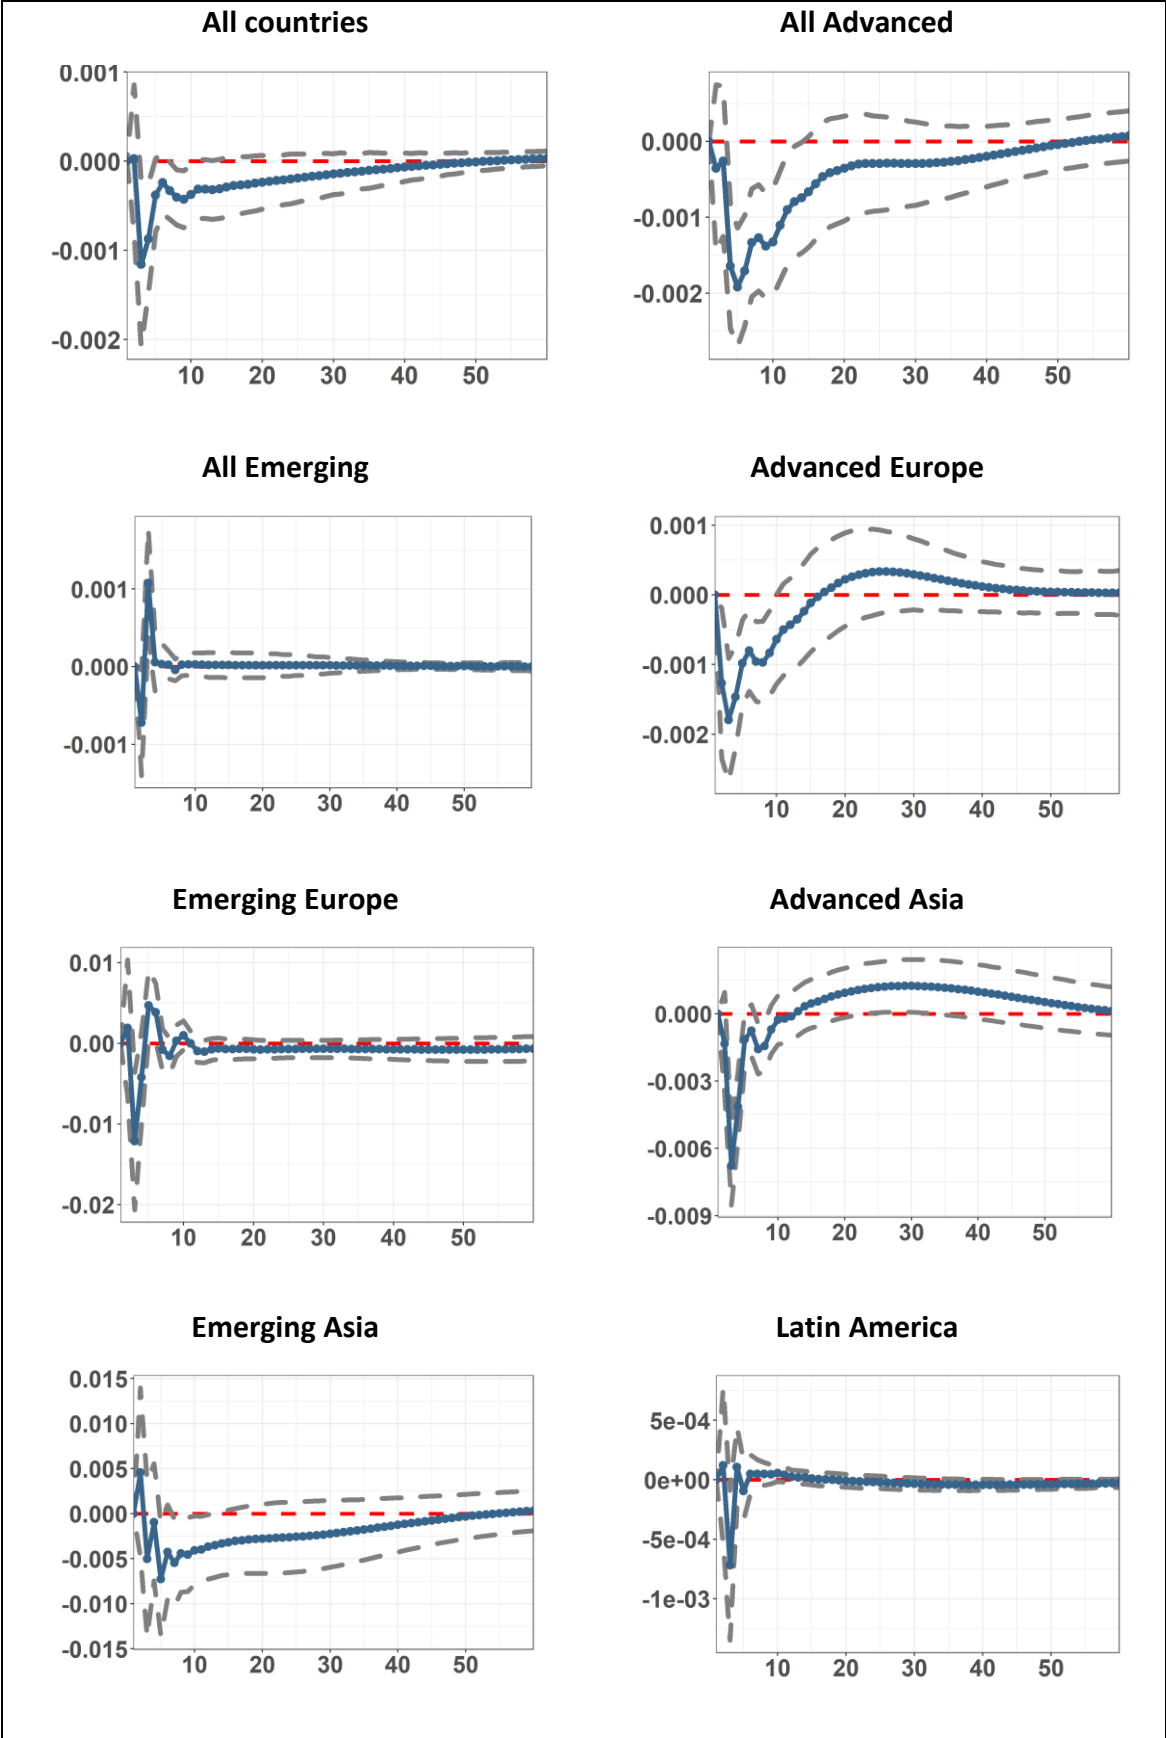 All countries
All Advanced
0.001
0.000
-0.001
-0.002
10 20 30 40 50
0.000
-0.001
-0.002
10 20 30 40 50
All Emerging
Advanced Europe
0.001
0.000
-0.001
10 20 30 40 50
0.001
0.000
-0.001
-0.002
10 20 30 40 50
Emerging Europe
Advanced Asia
0.01
0.00
-0.01
-0.02
10 20 30 40 50
0.000
-0.003
-0.006
-0.009
10 20 30 40 50
Emerging Asia
Latin America
0.015
0.010
0.005
0.000
-0.005
-0.010
-0.015
10 20 30 40 50
5e-04
0e+00
-5e-04
-1e-03
10 20 30 40 50